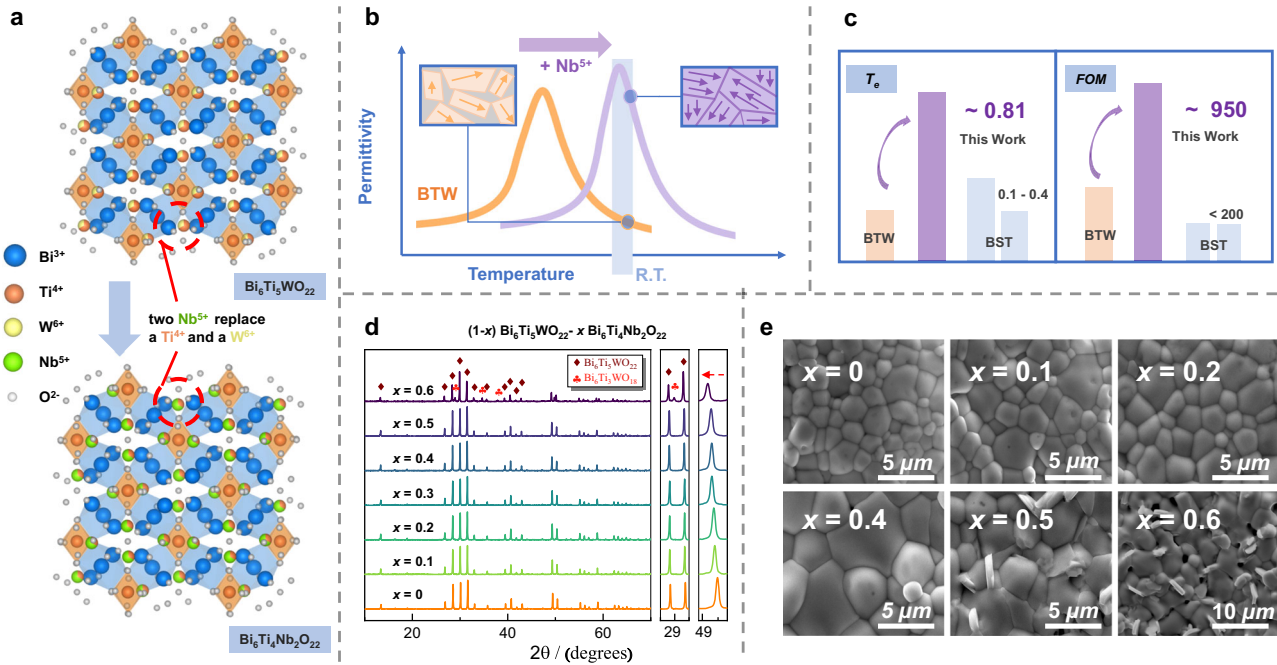 a
Bi³⁺
Ti⁴⁺
W⁶⁺
Nb⁵⁺
O²⁻
Bi₆Ti₅WO₂₂
two Nb⁵⁺ replace
a Ti⁴⁺ and a W⁶⁺
Bi₆Ti₄Nb₂O₂₂
b
+ Nb⁵⁺
Permittivity
BTW
Temperature
R.T.
c
Tₑ
~ 0.81
This Work
0.1 - 0.4
BTW
BST
FOM
~ 950
This Work
< 200
BTW
BST
d
(1-x) Bi₆Ti₅WO₂₂- x Bi₆Ti₄Nb₂O₂₂
Bi₆Ti₅WO₂₂
Bi₆Ti₃WO₁₈
x = 0.6
x = 0.5
x = 0.4
x = 0.3
x = 0.2
x = 0.1
x = 0
20 40 60 29 49
2θ / (degrees)
e
x = 0
5 μm
x = 0.1
5 μm
x = 0.2
5 μm
x = 0.4
5 μm
x = 0.5
5 μm
x = 0.6
10 μm